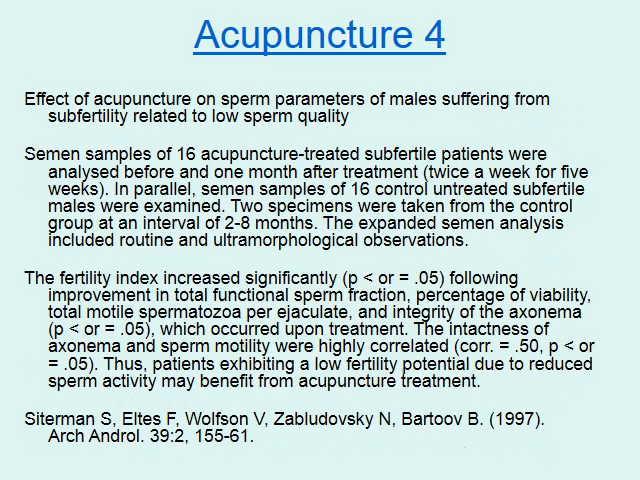 Acupuncture 4
Effect of acupuncture on sperm parameters of males suffering from
subfertility related to low sperm quality
Semen samples of 16 acupuncture-treated subfertile patients were
analysed before and one month after treatment (twice a week for five
weeks). In parallel, semen samples of 16 control untreated subfertile
males were examined. Two specimens were taken from the control
group at an interval of 2-8 months. The expanded semen analysis
included routine and ultramorphological observations.
The fertility index increased significantly (p < or = .05) following
improvement in total functional sperm fraction, percentage of viability,
total motile spermatozoa per ejaculate, and integrity of the axonema
(p < or = .05), which occurred upon treatment. The intactness of
axonema and sperm motility were highly correlated (corr. = .50, p < or
= .05). Thus, patients exhibiting a low fertility potential due to reduced
sperm activity may benefit from acupuncture treatment.
Siterman S, Eltes F, Wolfson V, Zabludovsky N, Bartoov B. (1997).
Arch Androl. 39:2, 155-61.